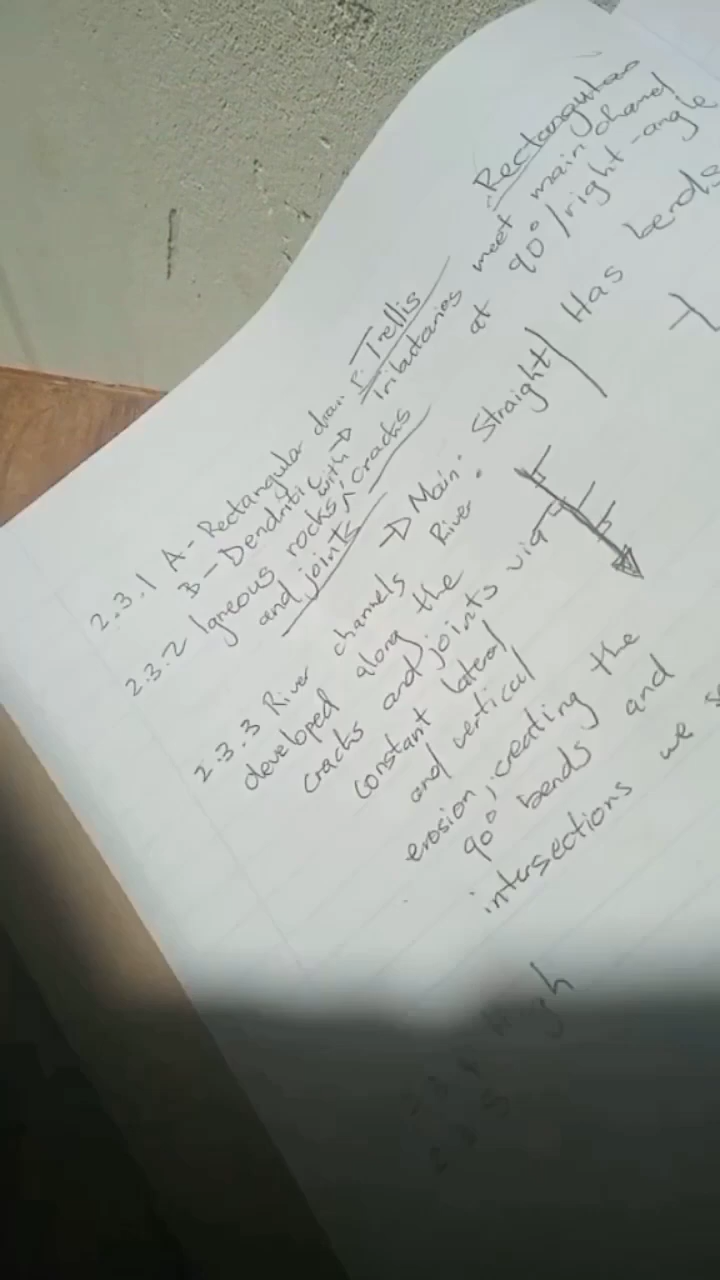 2.3.1 A - Rectangular drain P.
B - Dendritic
2.3.2 Igneous rocks with cracks
and joints
2.3.3 River channels
developed along the
cracks and joints via
constant lateral
and vertical
erosion, creating the
90° bends and
intersections we
High
Trellis
Rectangular
→ Tributaries meet main channel
at 90°/right-angle
→ Main River: Straight / Has bends